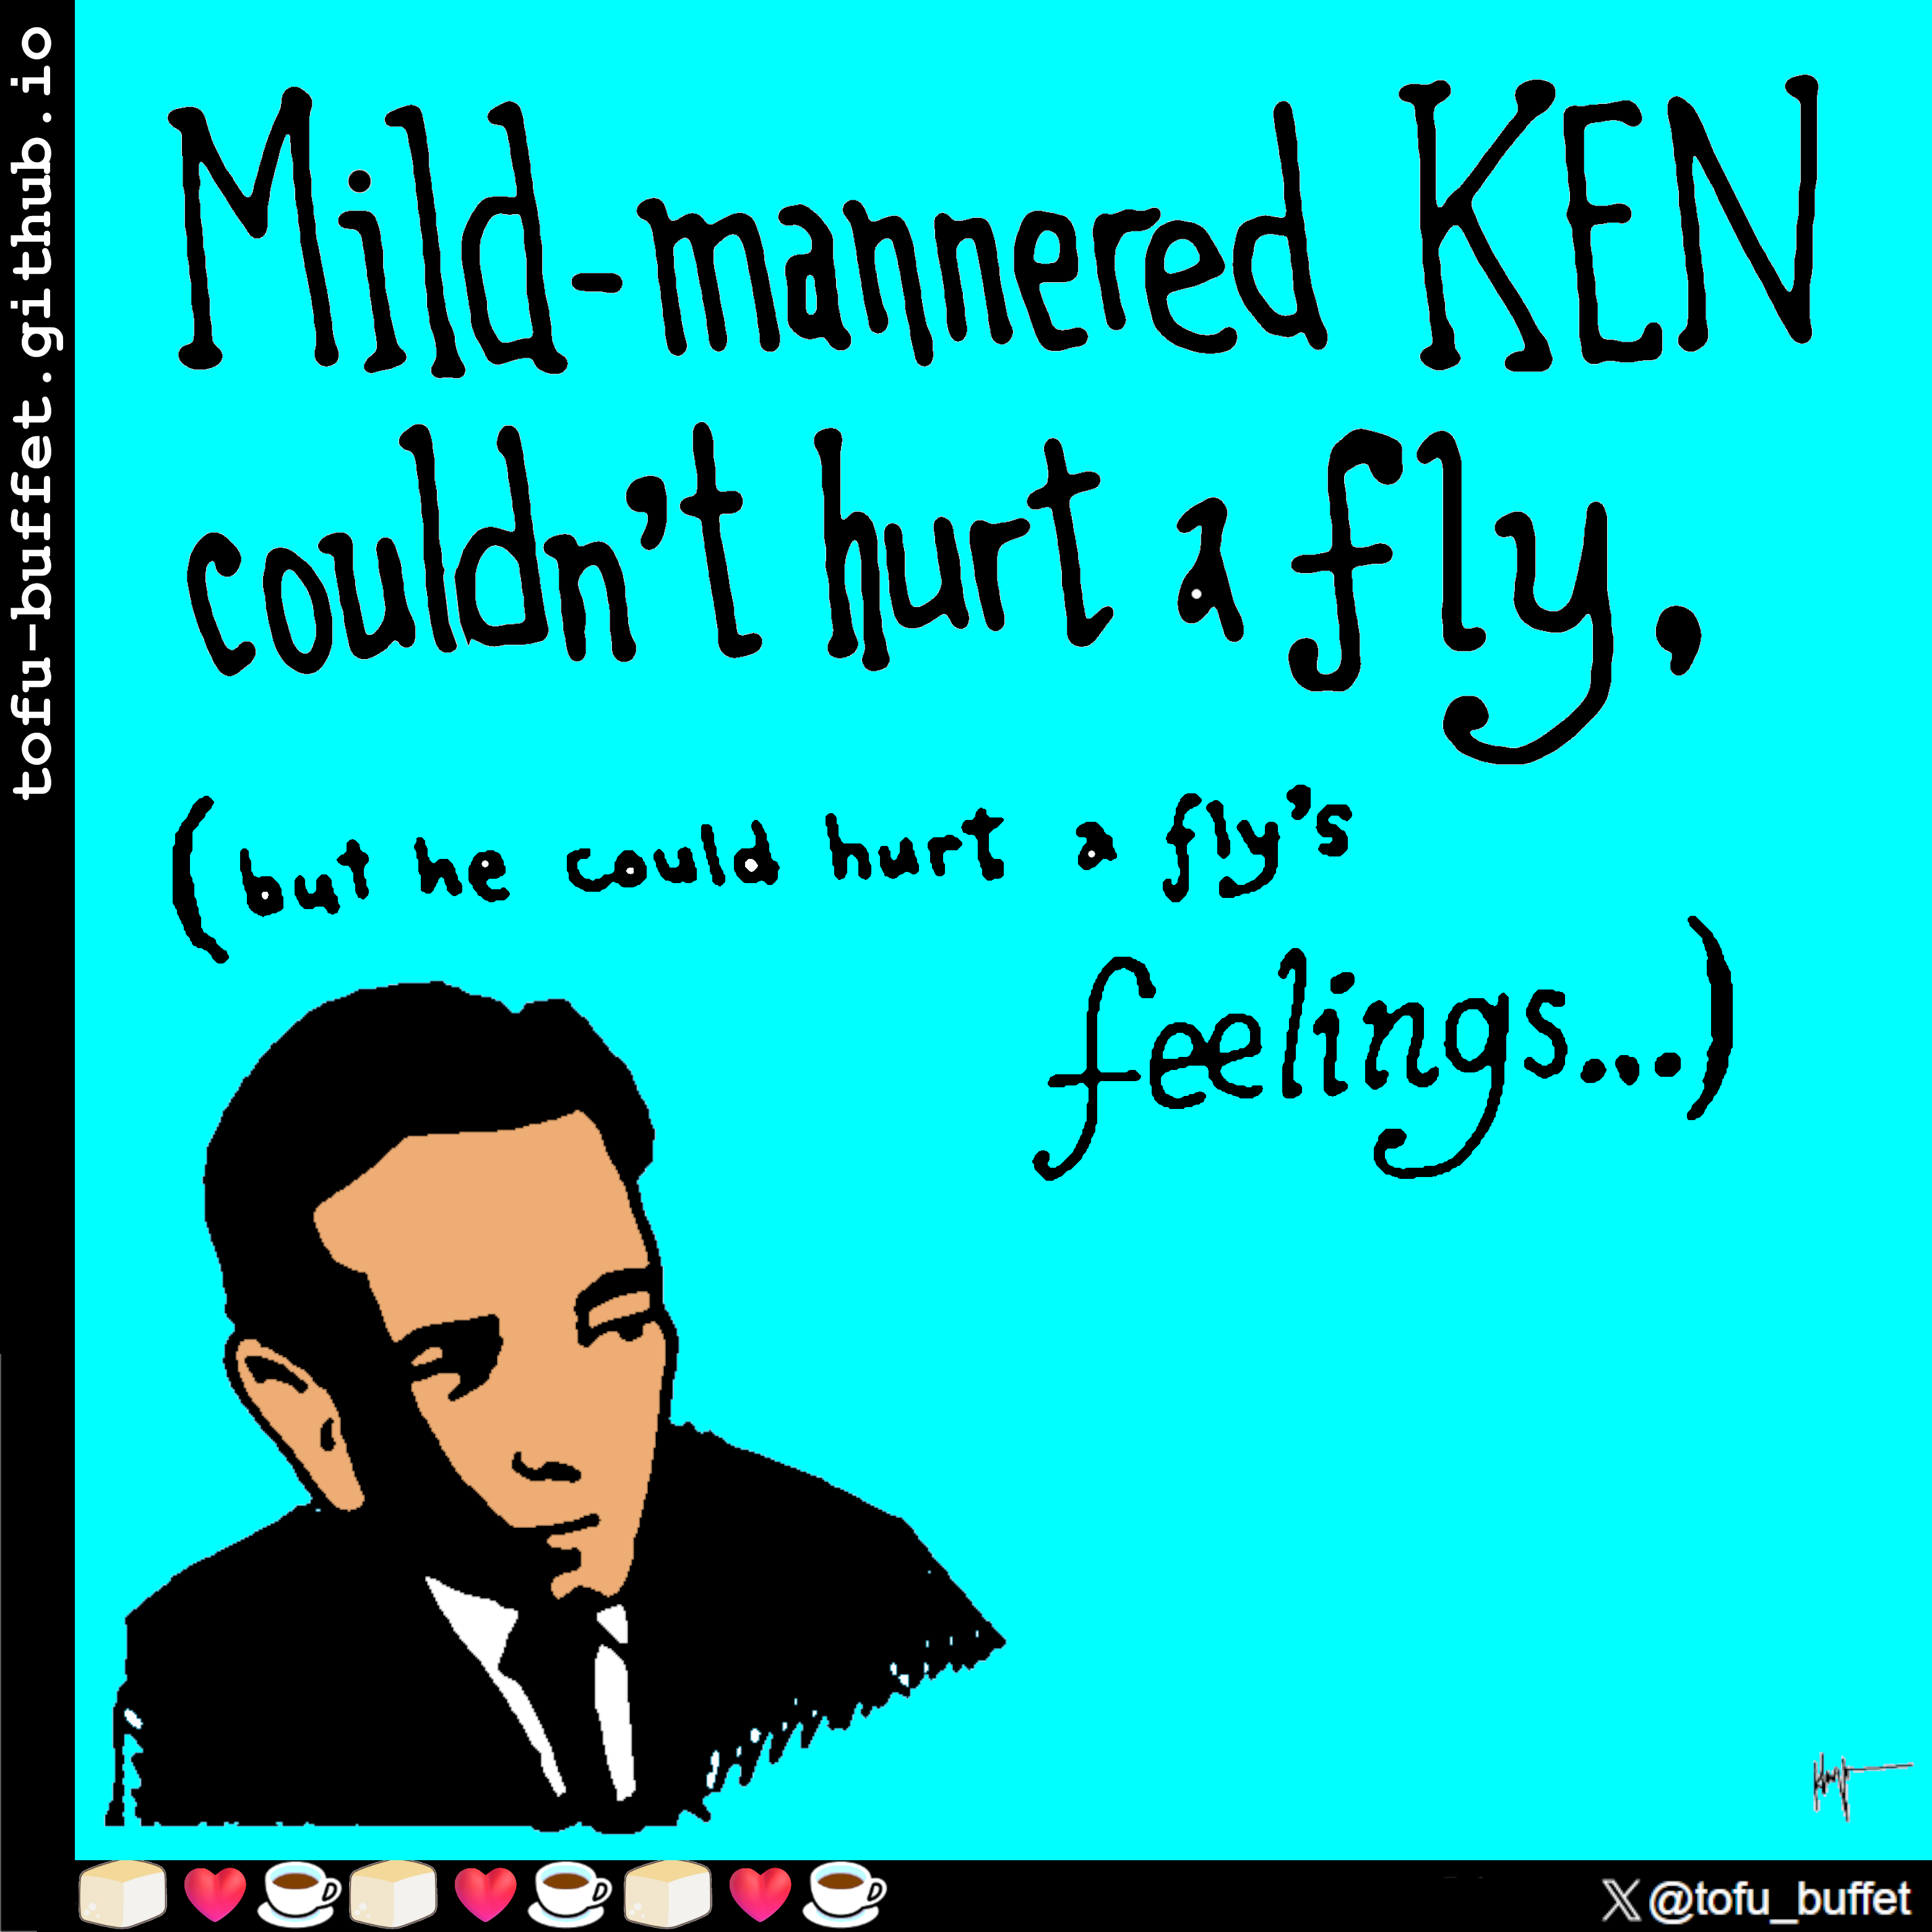 tofu-buffet.github.io
Mild-mannered KEN
couldn't hurt a fly,
(but he could hurt a fly's
feelings...)
X @tofu_buffet